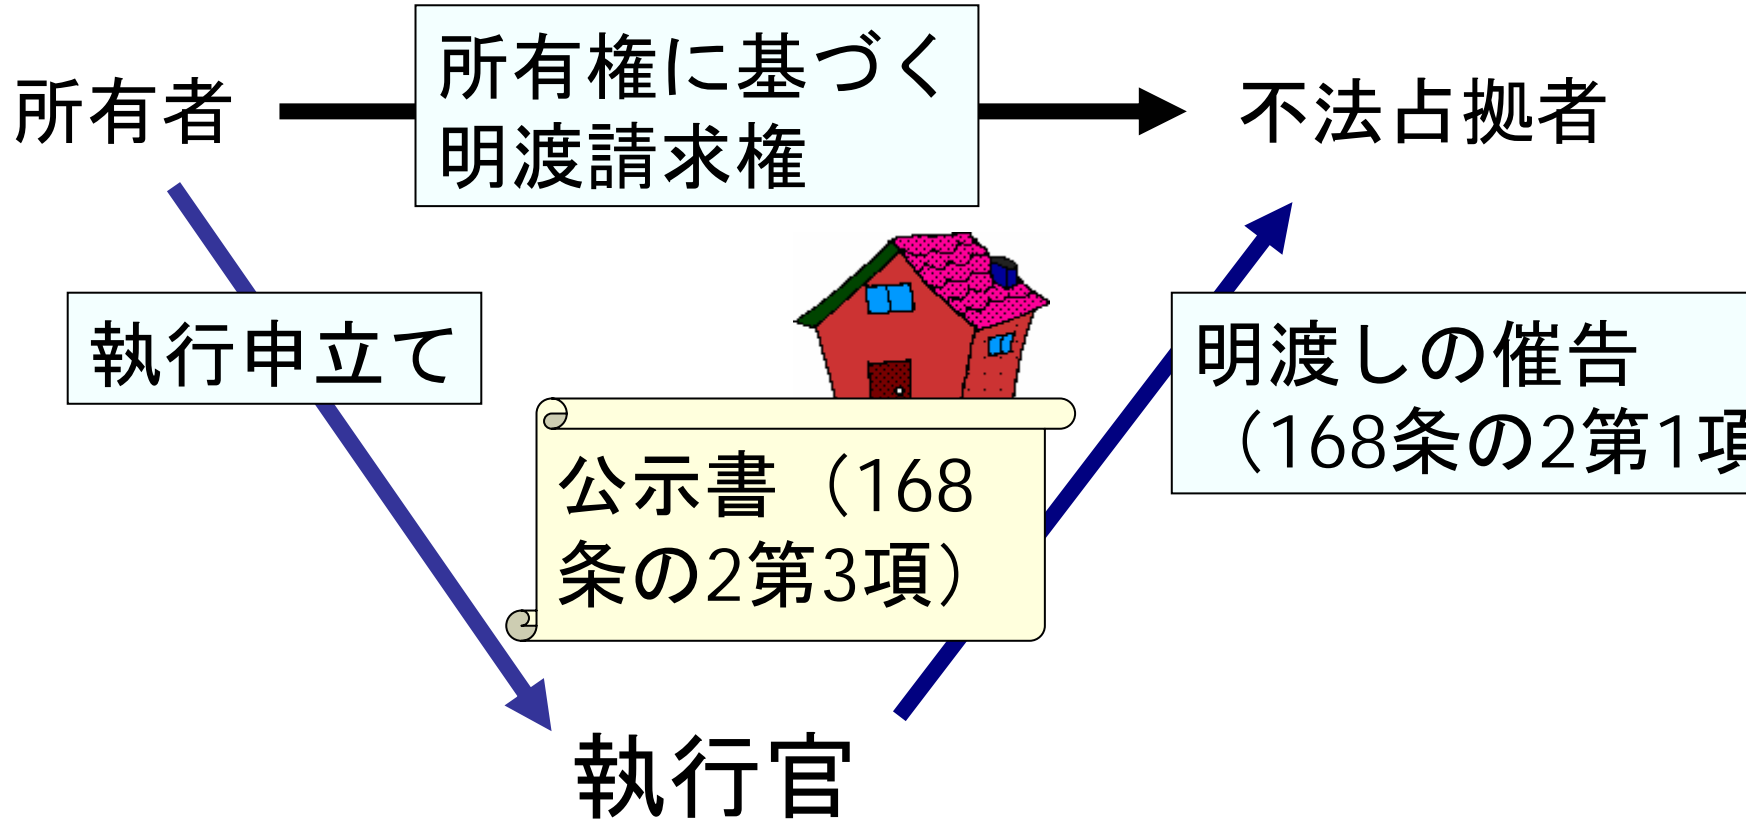 所有権に基づく
明渡請求権
所有者
不法占拠者
執行申立て
明渡しの催告
（168条の2第1項
公示書（168
条の2第3項）
執行官